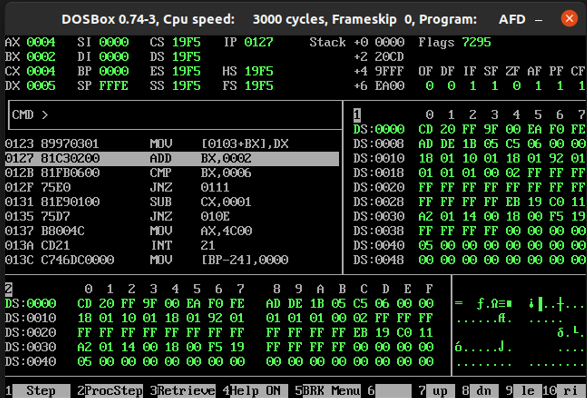 DOSBox 0.74-3, Cpu speed: 3000 cycles, Frameskip 0, Program: AFD
AX 0004 SI 0000 CS 19F5 IP 0127 Stack +0 0000 Flags 7295
BX 0002 DI 0000 DS 19F5 +2 20CD
CX 0004 BP 0000 ES 19F5 HS 19F5 +4 9FFF OF DF IF SF ZF AF PF CF
DX 0005 SP FFFE SS 19F5 FS 19F5 +6 EA00 0 0 1 1 0 1 1 1
CMD >
0123 89970301 MOV [0103+BX],DX
0127 81C30200 ADD BX,0002
012B 81FB0600 CMP BX,0006
012F 75E0 JNZ 0111
0131 81E90100 SUB CX,0001
0135 75D7 JNZ 010E
0137 B8004C MOV AX,4C00
013A CD21 INT 21
013C C746DC0000 MOV [BP-24],0000
1 0 1 2 3 4 5 6 7
DS:0000 CD 20 FF 9F 00 EA F0 FE
DS:0008 AD DE 1B 05 C5 06 00 00
DS:0010 18 01 10 01 18 01 92 01
DS:0018 01 01 01 00 02 FF FF FF
DS:0020 FF FF FF FF FF FF FF FF
DS:0028 FF FF FF FF EB 19 C0 11
DS:0030 A2 01 14 00 18 00 F5 19
DS:0038 FF FF FF FF 00 00 00 00
DS:0040 05 00 00 00 00 00 00 00
DS:0048 00 00 00 00 00 00 00 00
2 0 1 2 3 4 5 6 7 8 9 A B C D E F
DS:0000 CD 20 FF 9F 00 EA F0 FE AD DE 1B 05 C5 06 00 00
DS:0010 18 01 10 01 18 01 92 01 01 01 01 00 02 FF FF FF
DS:0020 FF FF FF FF FF FF FF FF FF FF FF FF EB 19 C0 11
DS:0030 A2 01 14 00 18 00 F5 19 FF FF FF FF 00 00 00 00
DS:0040 05 00 00 00 00 00 00 00 00 00 00 00 00 00 00 00
1 Step 2 ProcStep 3 Retrieve 4 Help ON 5 BRK Menu 6 7 up 8 dn 9 le 10 ri